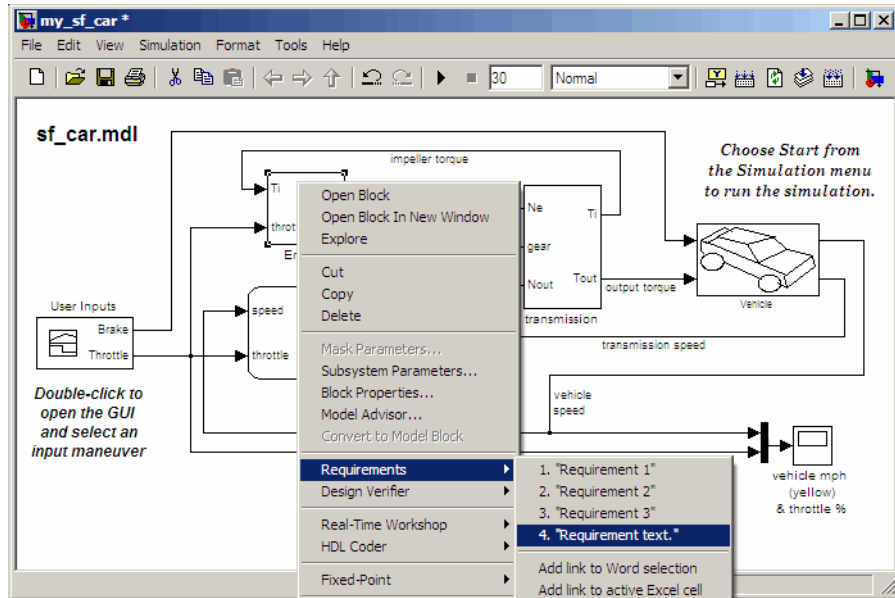 my_sf_car *
File Edit View Simulation Format Tools Help
30 Normal
sf_car.mdl
impeller torque
Choose Start from
the Simulation menu
to run the simulation.
Ti
throt
Er
Ne
gear
Nout
Ti
Tout
transmission
output torque
Vehicle
transmission speed
User Inputs
Brake
Throttle
speed
throttle
Double-click to
open the GUI
and select an
input maneuver
vehicle
speed
vehicle mph
(yellow)
& throttle %
Open Block
Open Block In New Window
Explore
Cut
Copy
Delete
Mask Parameters...
Subsystem Parameters...
Block Properties...
Model Advisor...
Convert to Model Block
Requirements
Design Verifier
Real-Time Workshop
HDL Coder
Fixed-Point
1. "Requirement 1"
2. "Requirement 2"
3. "Requirement 3"
4. "Requirement text."
Add link to Word selection
Add link to active Excel cell